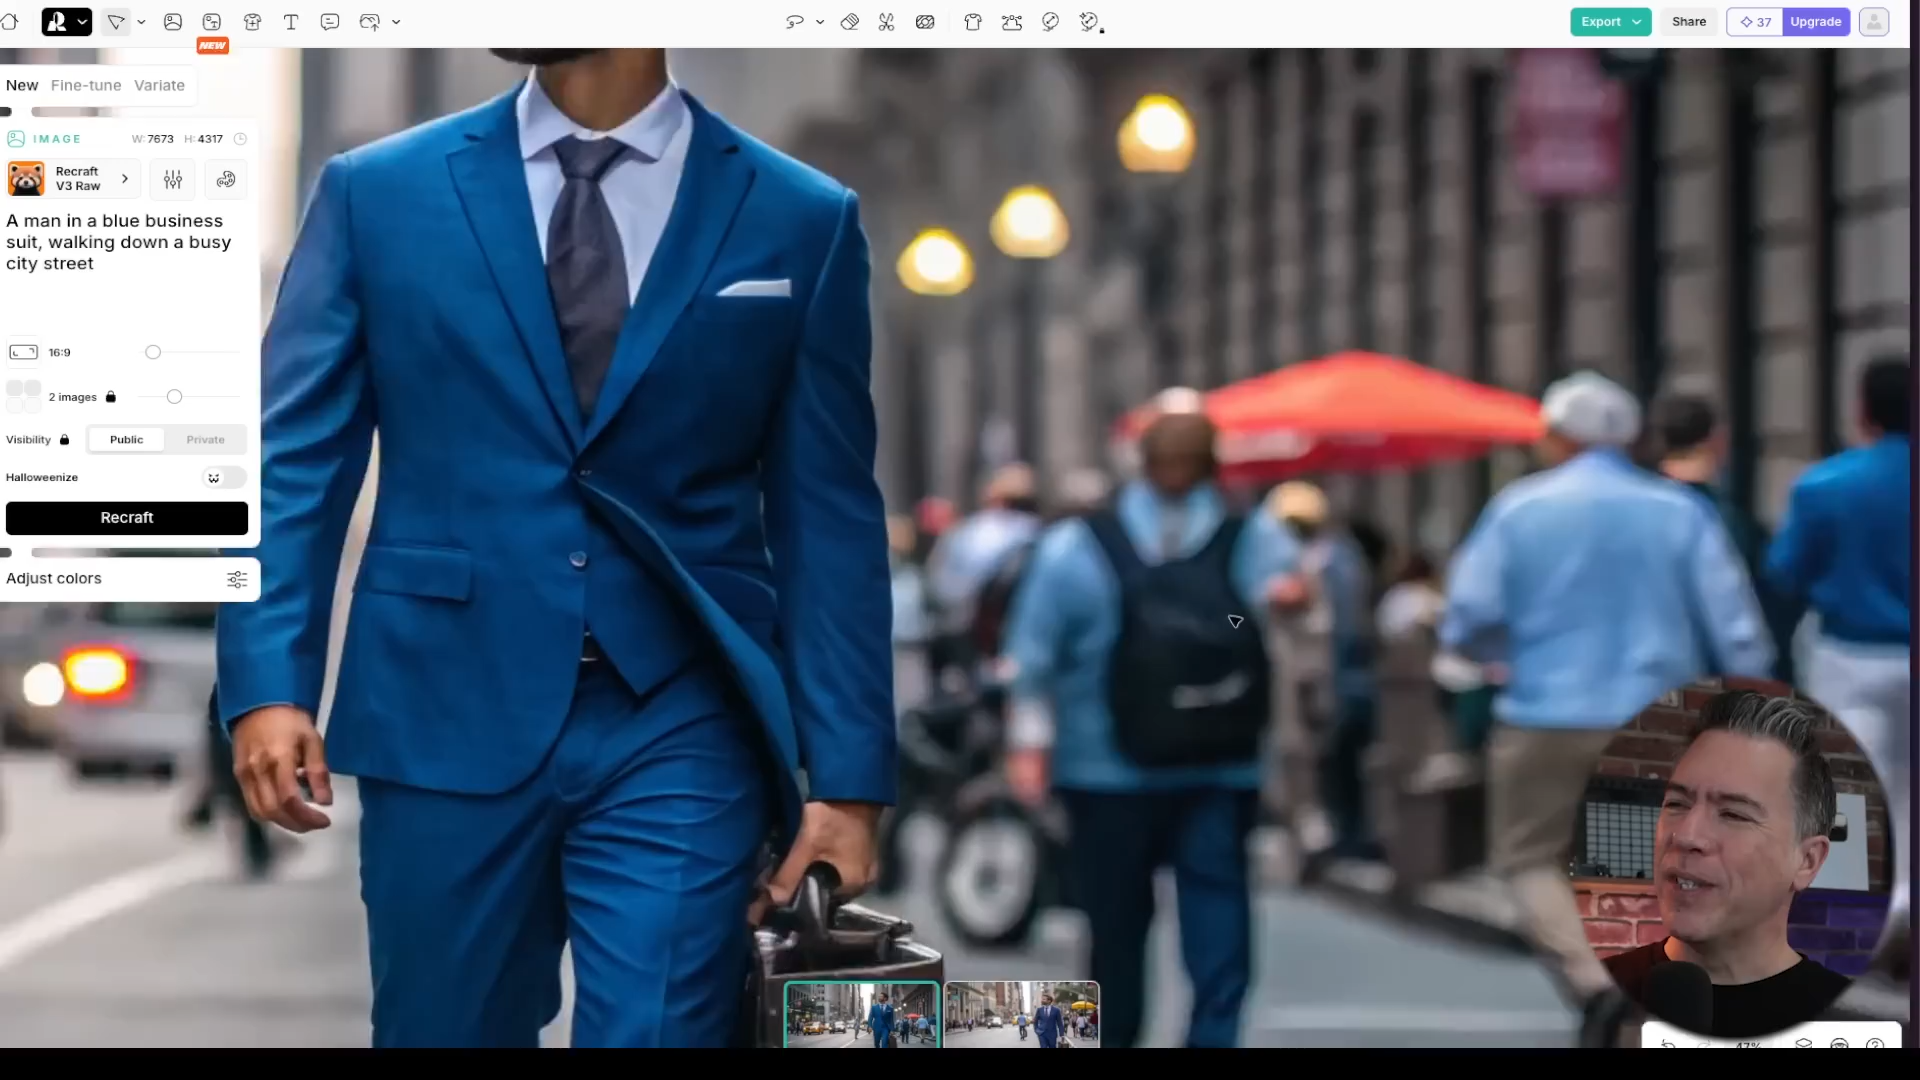 Export
Share
37
Upgrade
NEW
New Fine-tune Variate
IMAGE W: 7673 H: 4317
Recraft
V3 Raw
A man in a blue business
suit, walking down a busy
city street
16:9
2 images
Visibility Public Private
Halloweenize
Recraft
Adjust colors